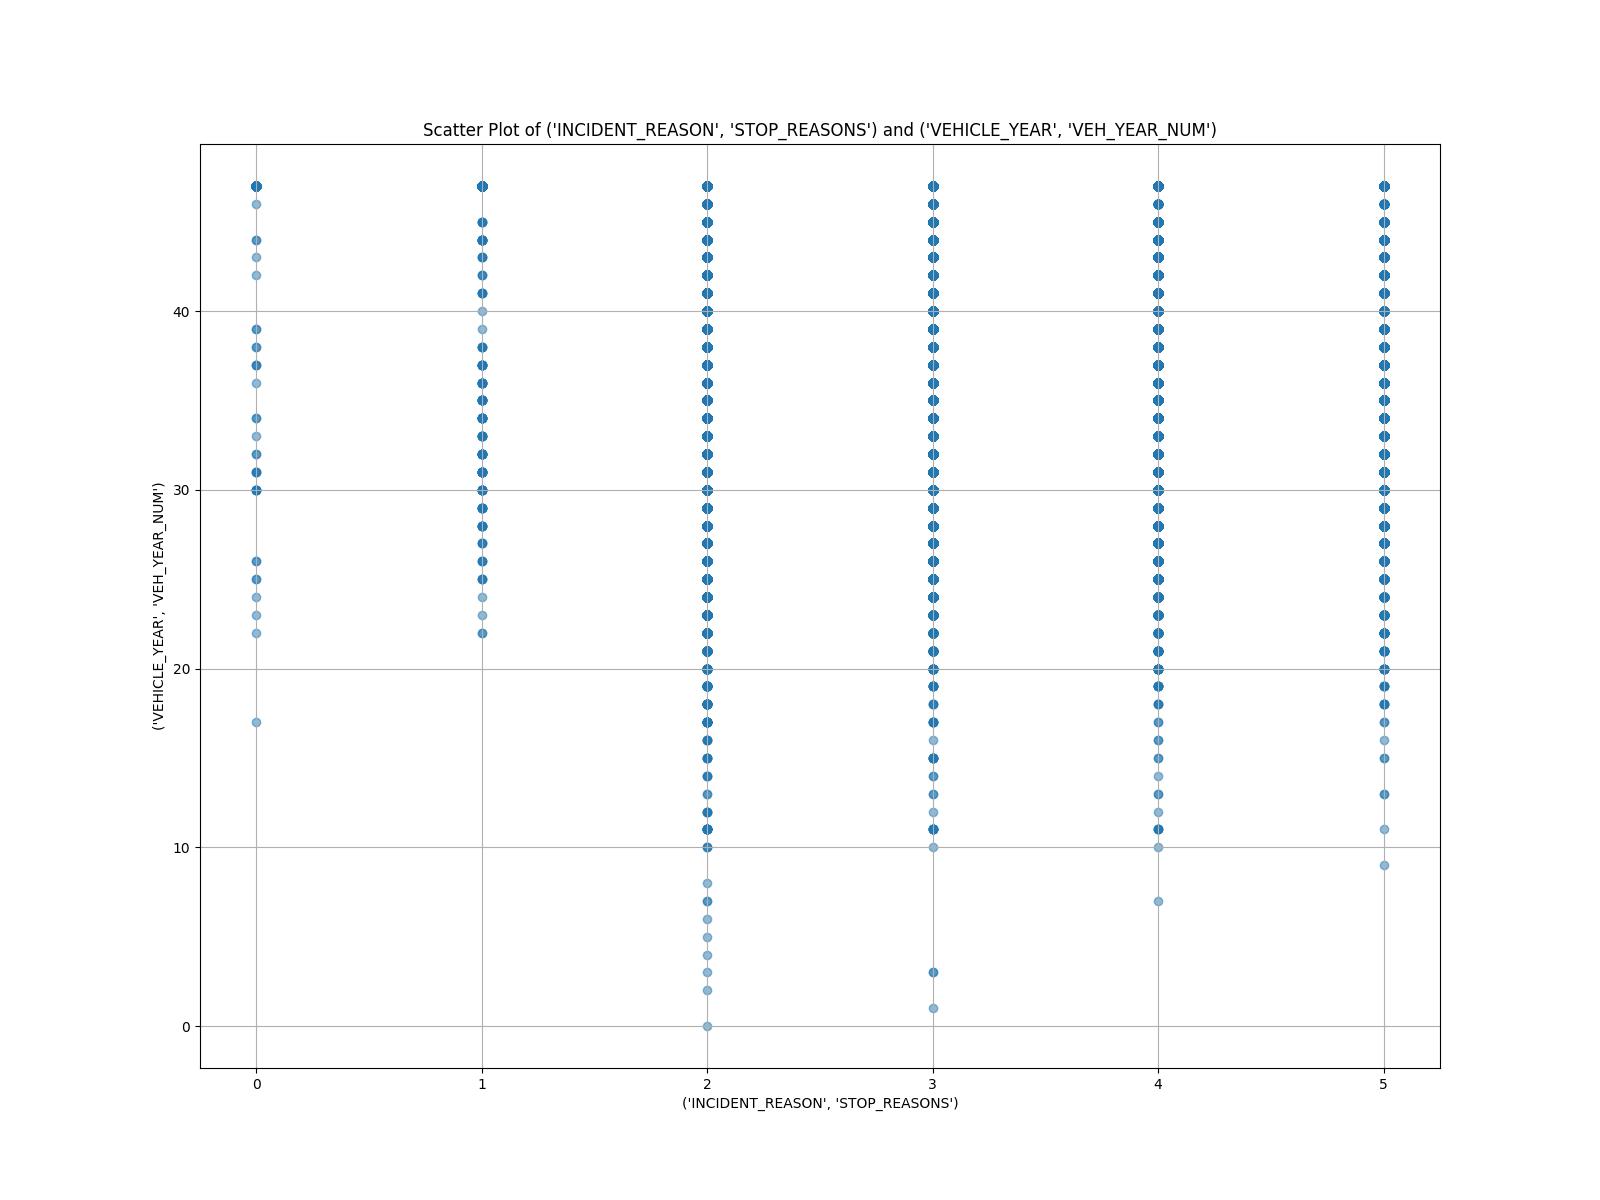 Scatter Plot of ('INCIDENT_REASON', 'STOP_REASONS') and ('VEHICLE_YEAR', 'VEH_YEAR_NUM')
('VEHICLE_YEAR', 'VEH_YEAR_NUM')
40
30
20
10
0
0 1 2 3 4 5
('INCIDENT_REASON', 'STOP_REASONS')